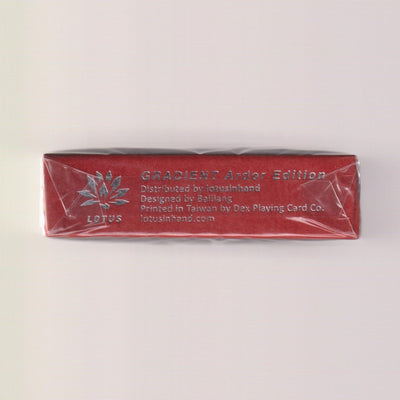 GRADIENT Ardor Edition
Distributed by lotusinhand
Designed by Bailiang
Printed in Taiwan by Dex Playing Card Co.
lotusinhand.com
LOTUS